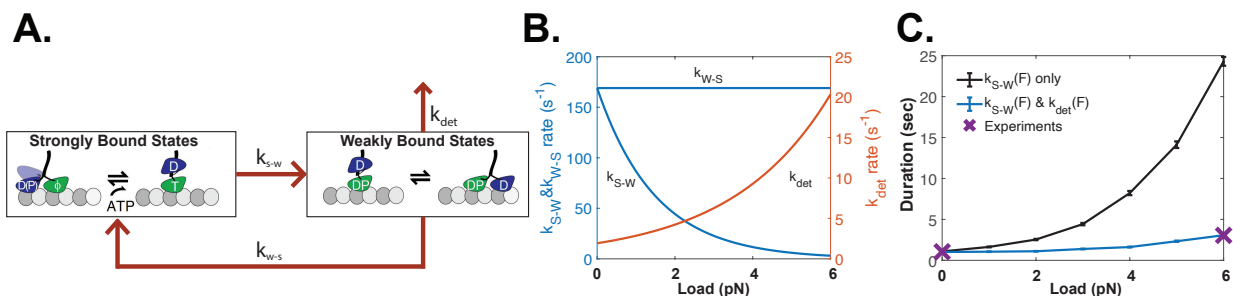 A.
Strongly Bound States
D(P)
ϕ
ATP
D
T
k_s-w
k_det
Weakly Bound States
D
DP
DP
D
k_w-s
B.
k_S-W & k_W-S rate (s⁻¹)
200
150
100
50
0
k_W-S
k_S-W
k_det
25
20
15
10
5
0
k_det rate (s⁻¹)
0 2 4 6
Load (pN)
C.
Duration (sec)
25
20
15
10
5
0
k_S-W(F) only
k_S-W(F) & k_det(F)
Experiments
0 2 4 6
Load (pN)